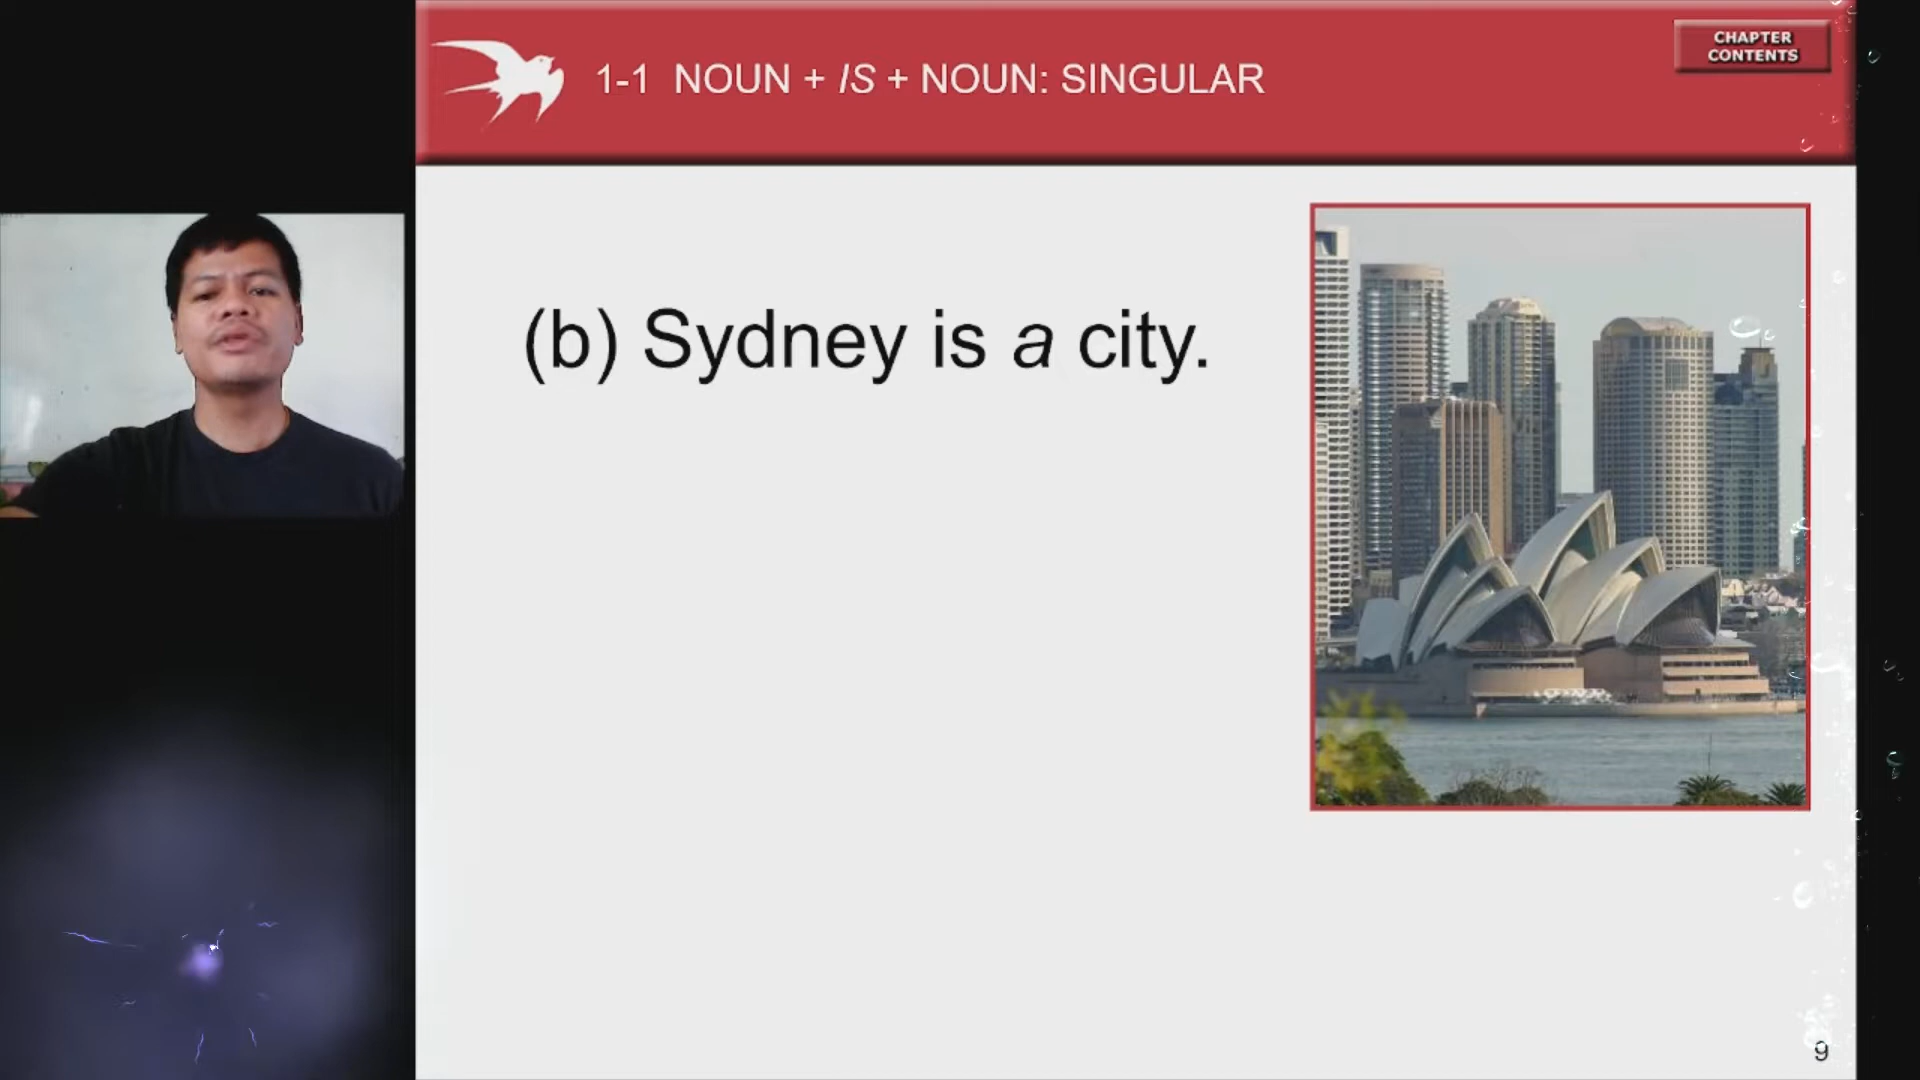 1-1 NOUN + IS + NOUN: SINGULAR
CHAPTER
CONTENTS
(b) Sydney is a city.
9